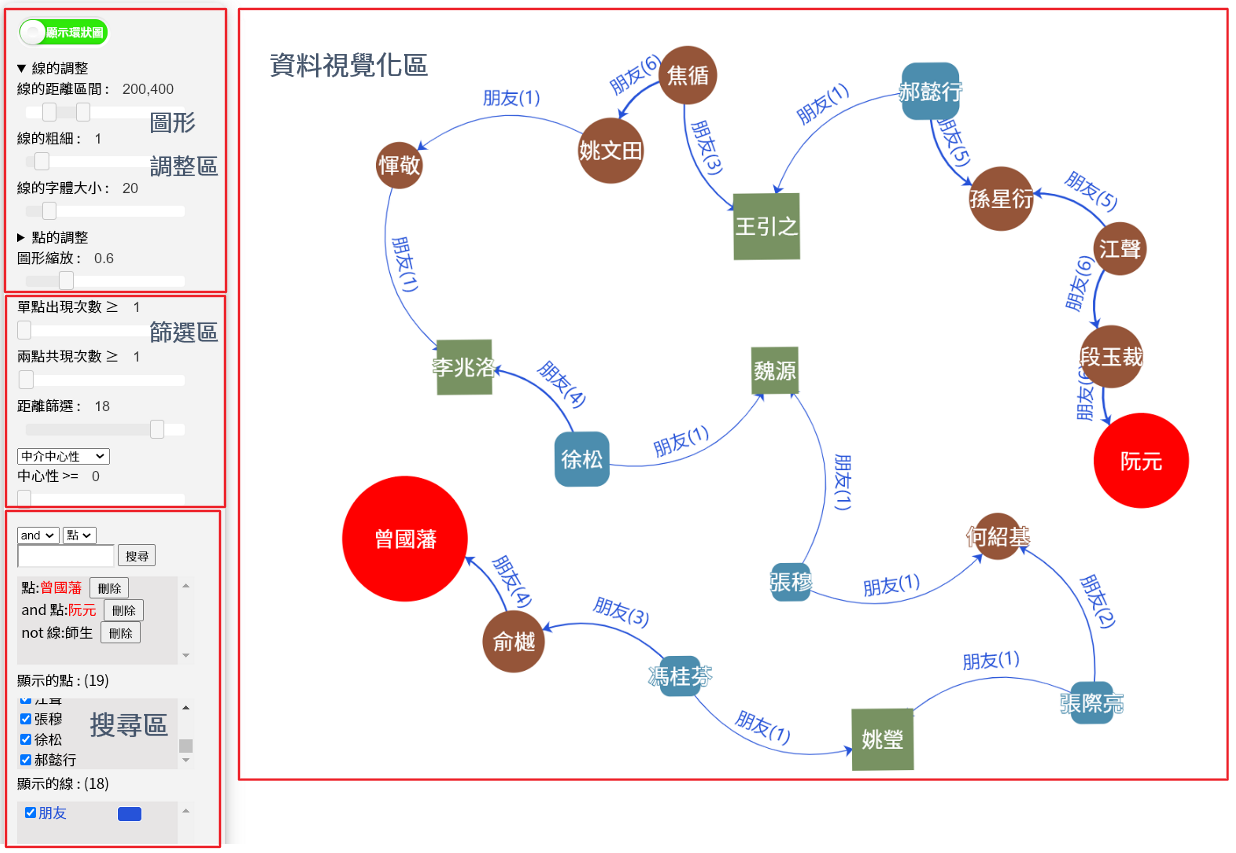 顯示環狀圖
▼ 線的調整
線的距離區間 : 200,400
圖形
線的粗細 : 1
調整區
線的字體大小 : 20
▶ 點的調整
圖形縮放 : 0.6
單點出現次數 ≥ 1
篩選區
兩點共現次數 ≥ 1
距離篩選 : 18
中介中心性
中心性 >= 0
and 點
搜尋
點:曾國藩 刪除
and 點:阮元 刪除
not 線:師生 刪除
顯示的點 : (19)
江聲
張穆
搜尋區
徐松
郝懿行
顯示的線 : (18)
朋友
資料視覺化區
朋友(6)
焦循
郝懿行
朋友(1)
朋友(1)
姚文田
朋友(3)
朋友(5)
惲敬
孫星衍
朋友(5)
王引之
江聲
朋友(1)
朋友(6)
李兆洛
朋友(4)
魏源
段玉裁
朋友(1)
徐松
阮元
朋友(1)
曾國藩
何紹基
朋友(4)
張穆
朋友(1)
朋友(2)
俞樾
朋友(3)
馮桂芬
朋友(1)
張際亮
朋友(1)
姚瑩